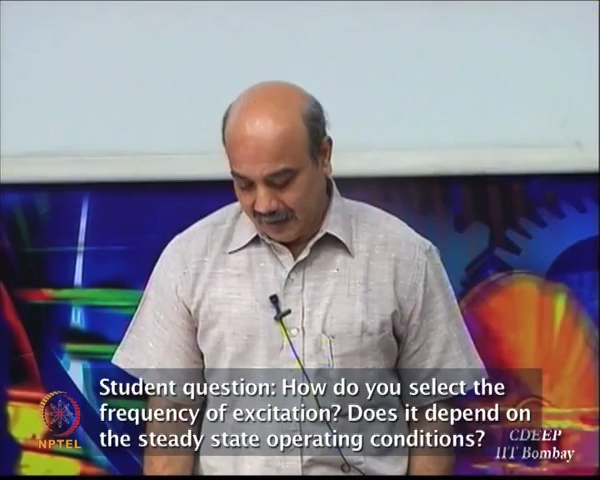 Student question: How do you select the
frequency of excitation? Does it depend on
the steady state operating conditions?
NPTEL
CDEEP
IIT Bombay